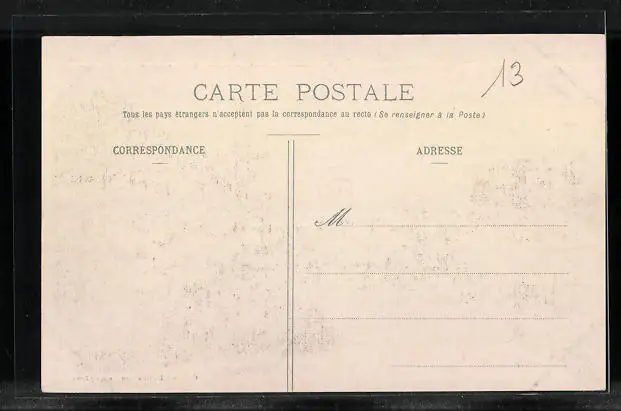 13
CARTE POSTALE
Tous les pays étrangers n'acceptent pas la correspondance au recto (Se renseigner à la Poste)
CORRESPONDANCE
ADRESSE
M